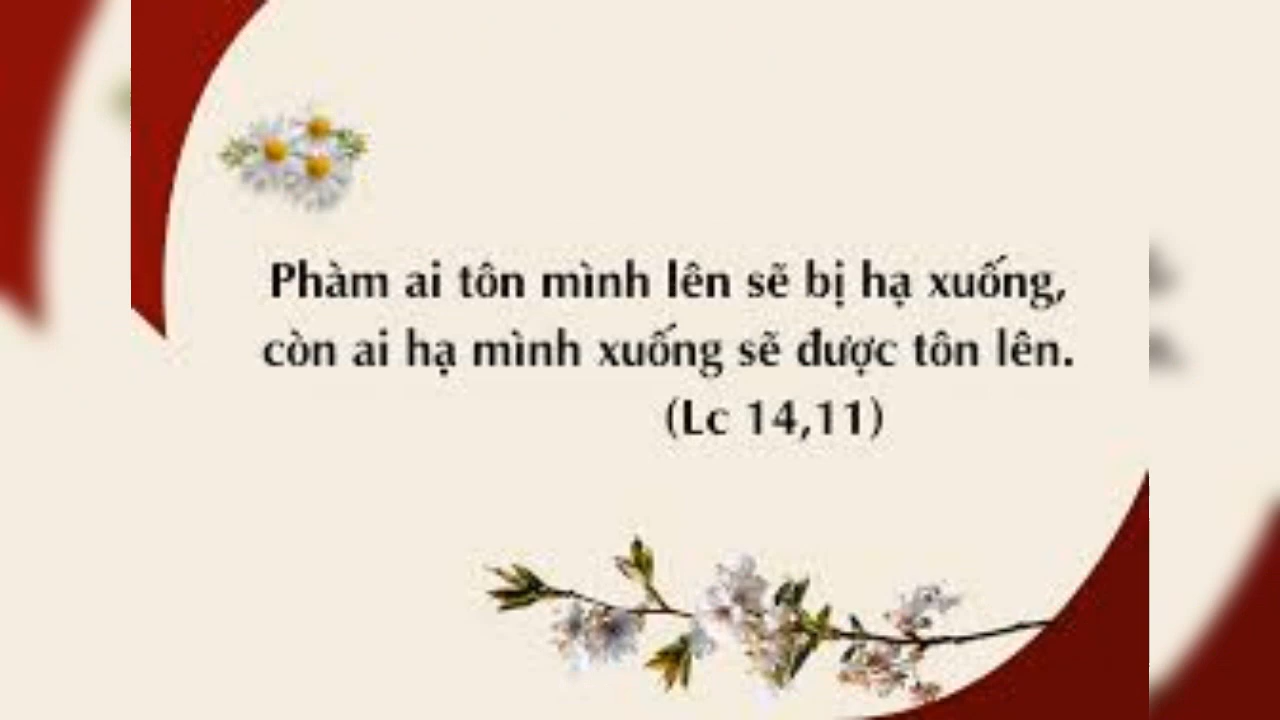 Phàm ai tôn mình lên sẽ bị hạ xuống,
còn ai hạ mình xuống sẽ được tôn lên.
(Lc 14,11)